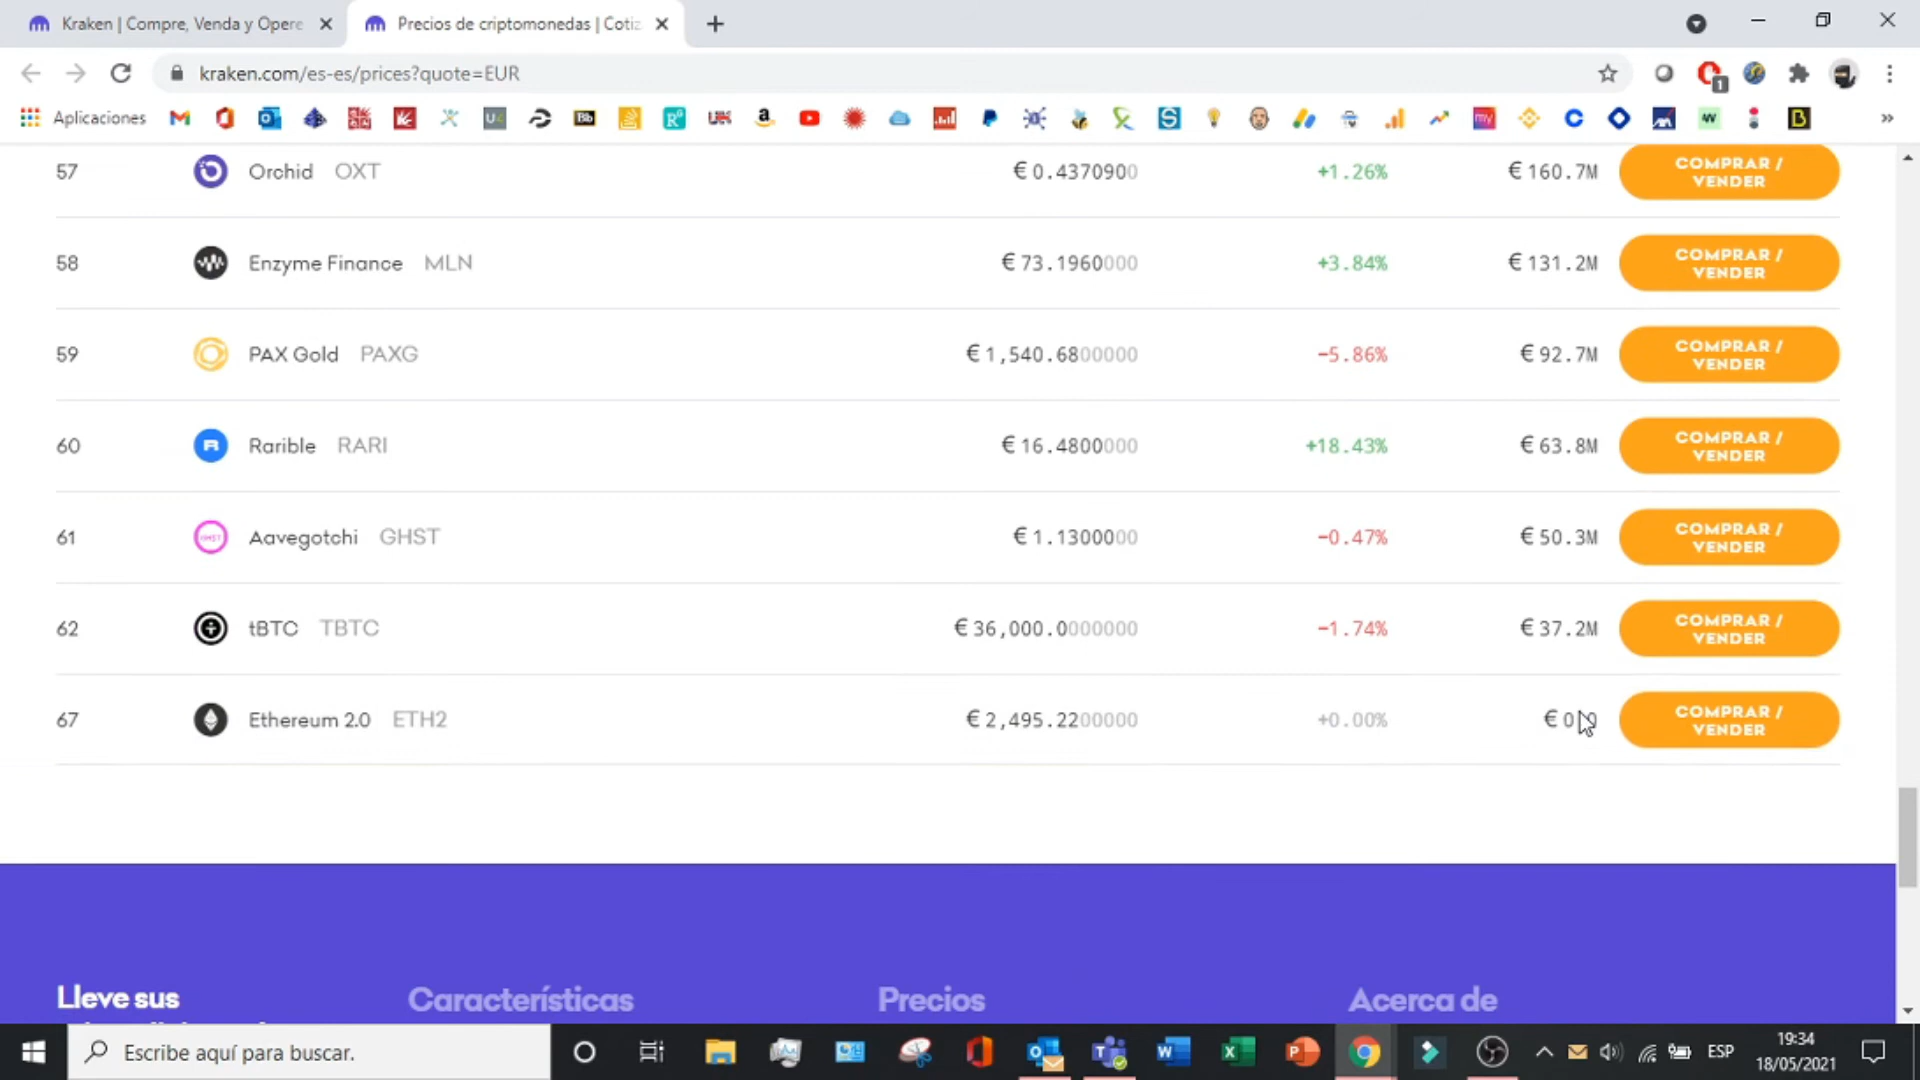 Kraken | Compre, Venda y Opere
Precios de criptomonedas | Cotiz
kraken.com/es-es/prices?quote=EUR
Aplicaciones
57 Orchid OXT € 0.4370900 +1.26% € 160.7M COMPRAR / VENDER
58 Enzyme Finance MLN € 73.1960000 +3.84% € 131.2M COMPRAR / VENDER
59 PAX Gold PAXG € 1,540.6800000 -5.86% € 92.7M COMPRAR / VENDER
60 Rarible RARI € 16.4800000 +18.43% € 63.8M COMPRAR / VENDER
61 Aavegotchi GHST € 1.1300000 -0.47% € 50.3M COMPRAR / VENDER
62 tBTC TBTC € 36,000.0000000 -1.74% € 37.2M COMPRAR / VENDER
67 Ethereum 2.0 ETH2 € 2,495.2200000 +0.00% COMPRAR / VENDER
Lleve sus
Características
Precios
Acerca de
Escribe aquí para buscar.
ESP
19:34
18/05/2021